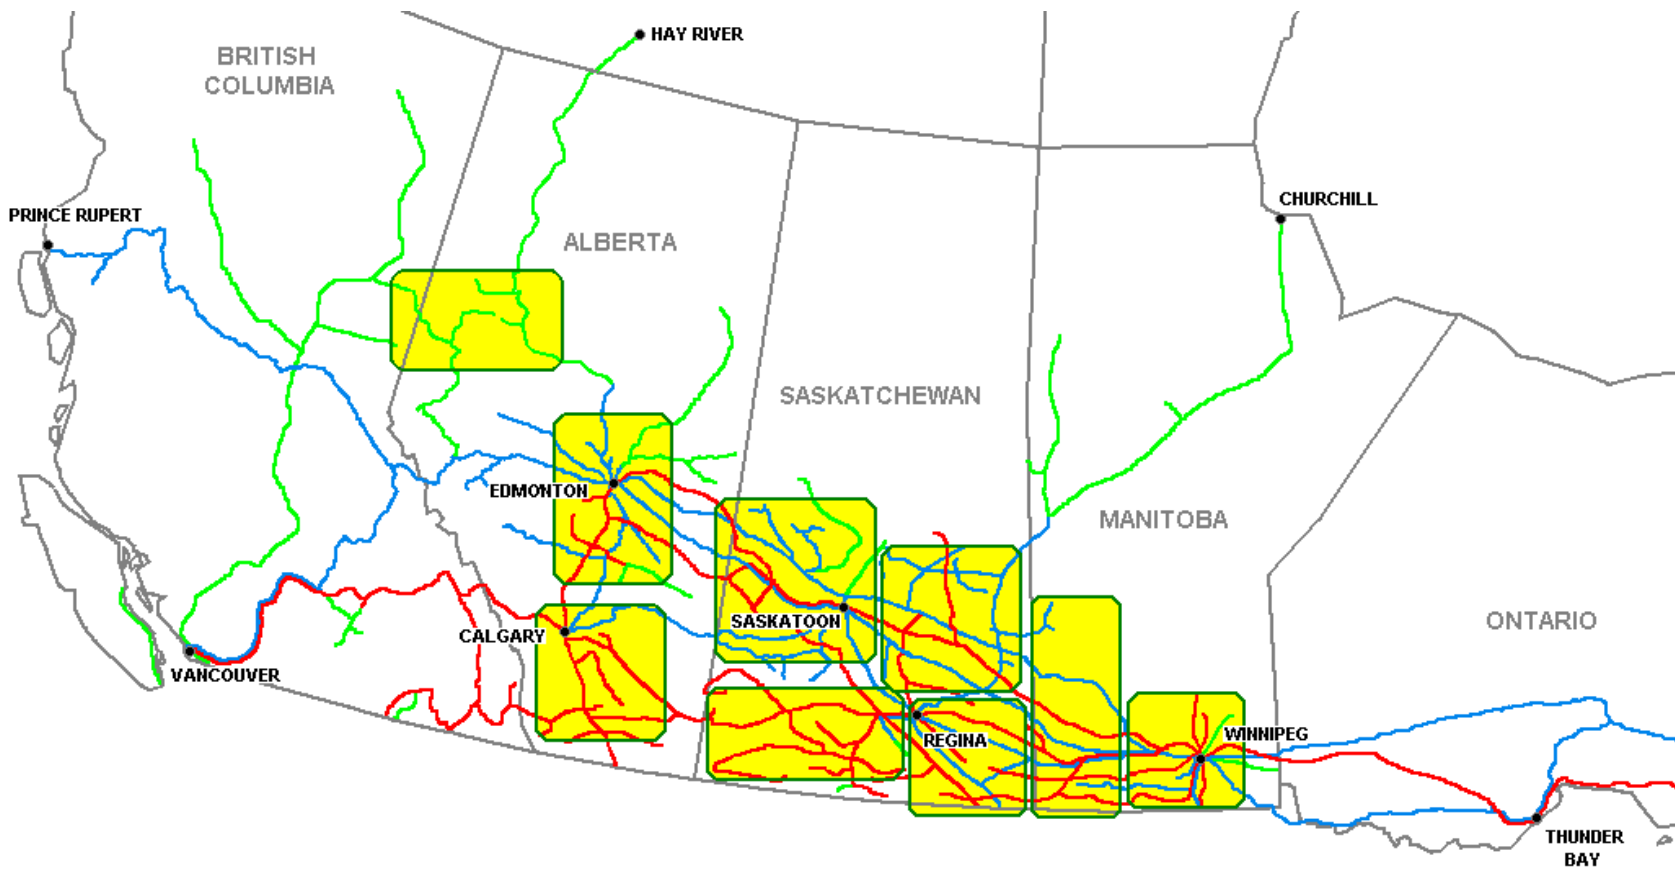 HAY RIVER
BRITISH
COLUMBIA
CHURCHILL
PRINCE RUPERT
ALBERTA
SASKATCHEWAN
EDMONTON
MANITOBA
SASKATOON
ONTARIO
CALGARY
VANCOUVER
WINNIPEG
REGINA
THUNDER
BAY